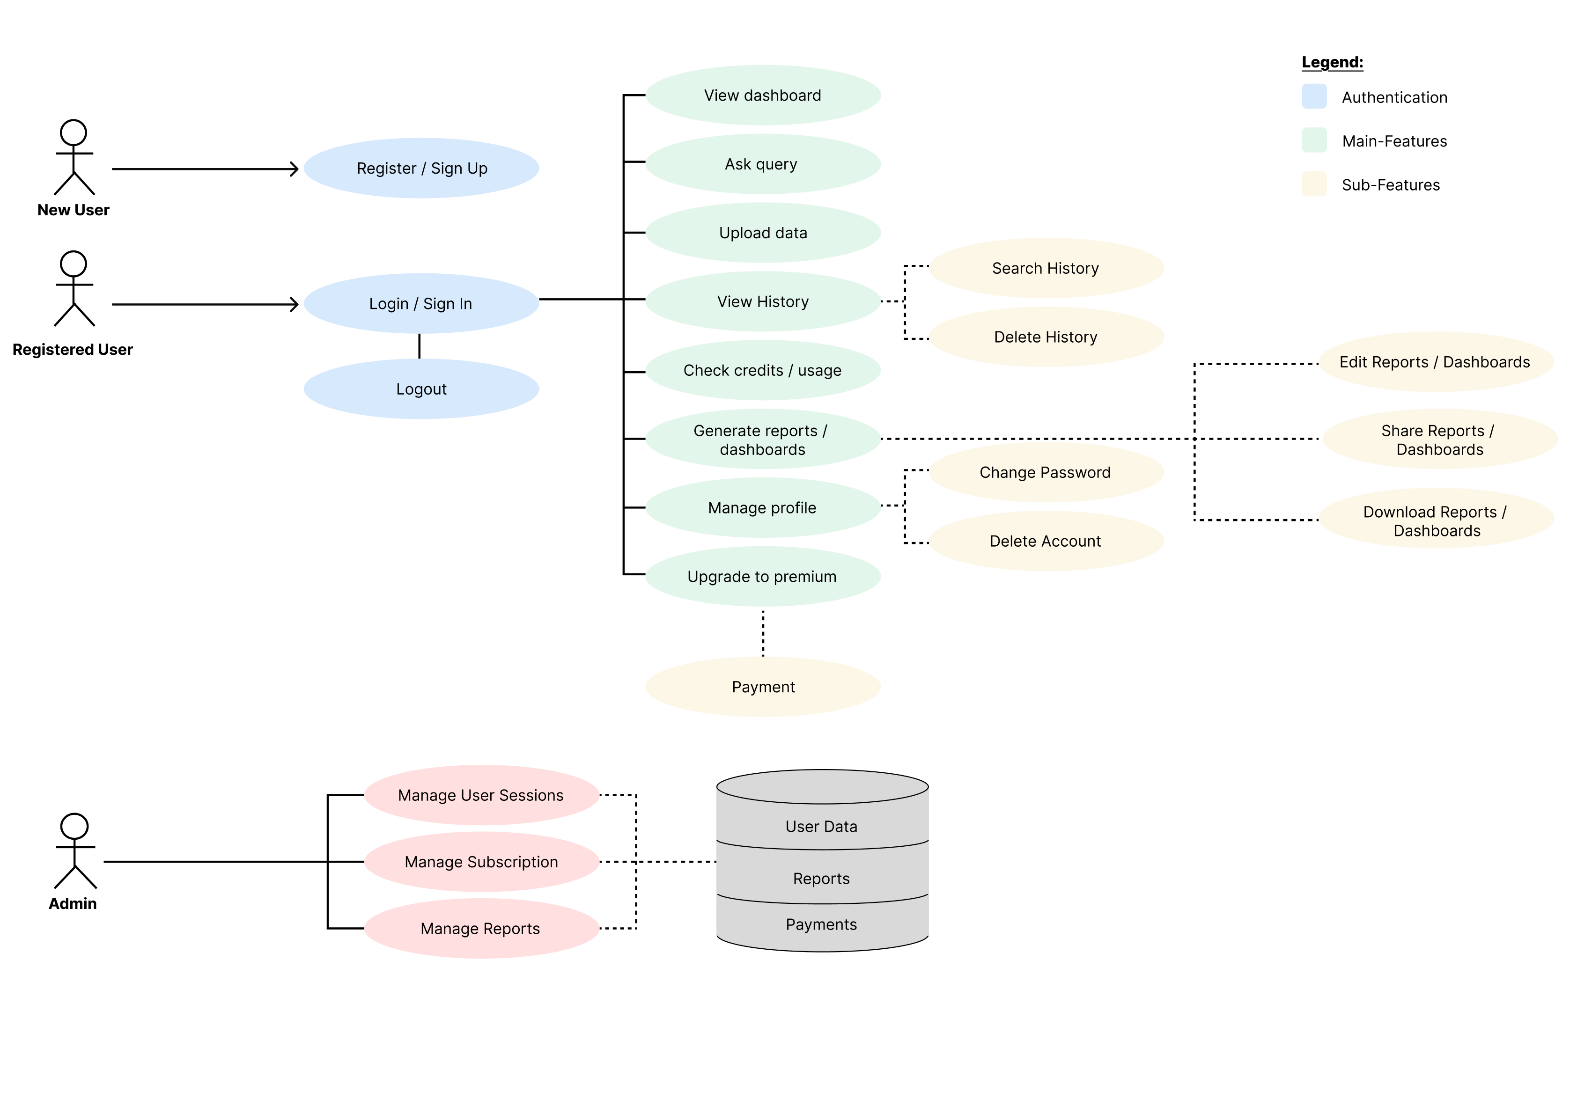 Legend:
Authentication
Main-Features
Sub-Features
New User
Register / Sign Up
Registered User
Login / Sign In
Logout
View dashboard
Ask query
Upload data
View History
Check credits / usage
Generate reports /
dashboards
Manage profile
Upgrade to premium
Payment
Search History
Delete History
Change Password
Delete Account
Edit Reports / Dashboards
Share Reports /
Dashboards
Download Reports /
Dashboards
Admin
Manage User Sessions
Manage Subscription
Manage Reports
User Data
Reports
Payments